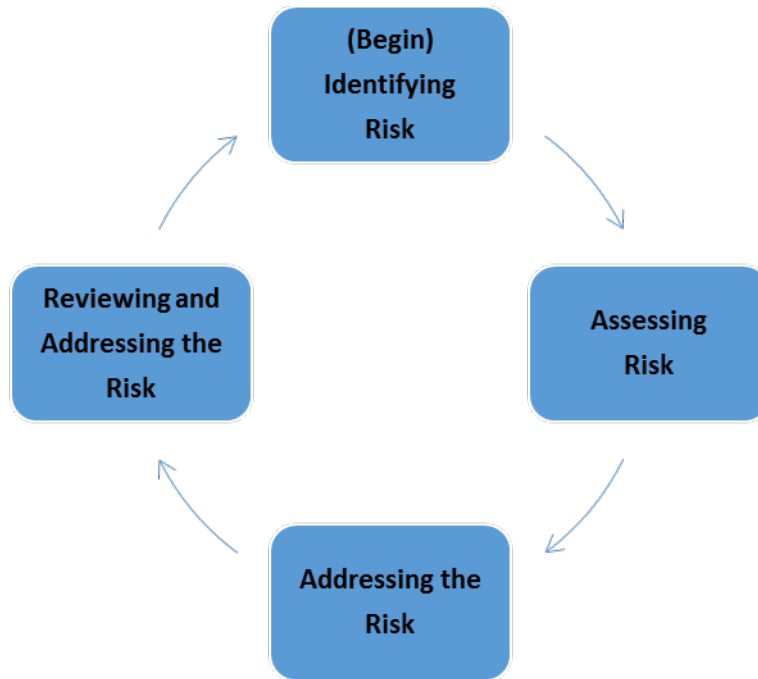 (Begin)
Identifying
Risk
Assessing
Risk
Addressing the
Risk
Reviewing and
Addressing the
Risk